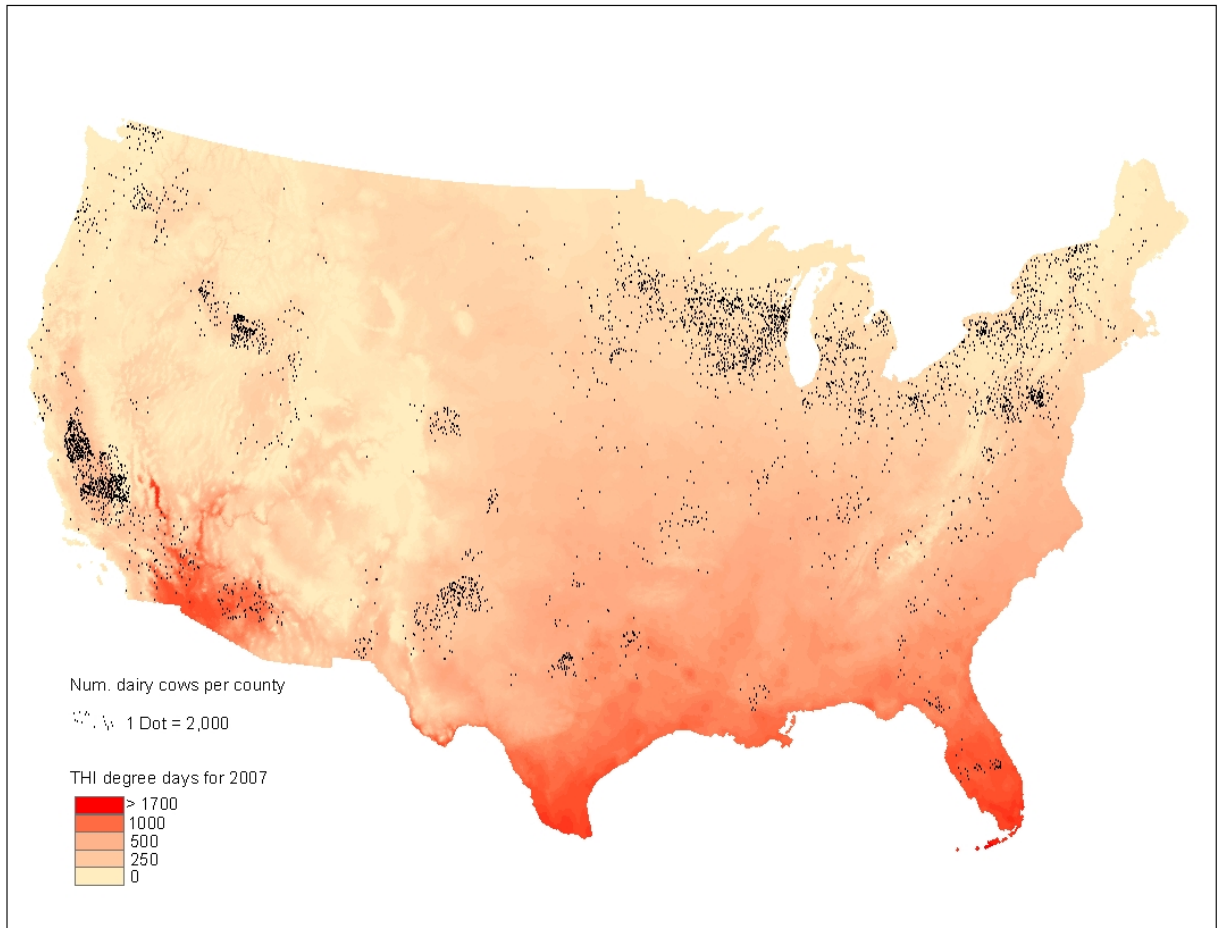 Num. dairy cows per county
1 Dot = 2,000
THI degree days for 2007
> 1700
1000
500
250
0